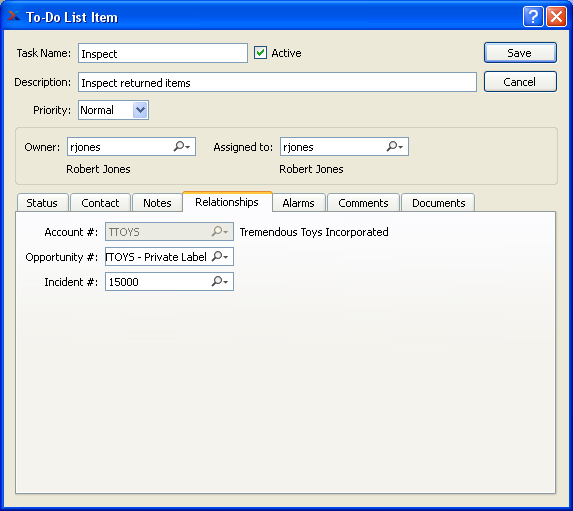 To-Do List Item
Task Name: Inspect Active Save
Description: Inspect returned items Cancel
Priority: Normal
Owner: rjones Assigned to: rjones
Robert Jones Robert Jones
Status Contact Notes Relationships Alarms Comments Documents
Account #: TTOYS Tremendous Toys Incorporated
Opportunity #: TTOYS - Private Label
Incident #: 15000